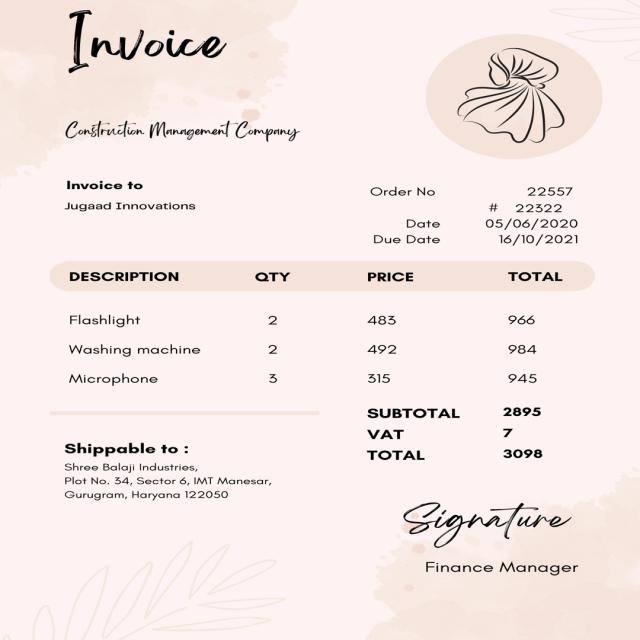 Invoice
Construction Management Company
Invoice to
Jugaad Innovations
Order No 22557
# 22322
Date 05/06/2020
Due Date 16/10/2021
DESCRIPTION QTY PRICE TOTAL
Flashlight 2 483 966
Washing machine 2 492 984
Microphone 3 315 945
SUBTOTAL 2895
VAT 7
TOTAL 3098
Shippable to :
Shree Balaji Industries,
Plot No. 34, Sector 6, IMT Manesar,
Gurugram, Haryana 122050
Signature
Finance Manager